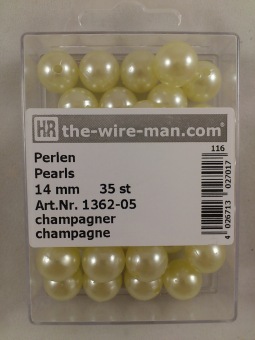 HR the-wire-man.com®
Perlen
Pearls
14 mm 35 st
Art.Nr. 1362-05
champagner
champagne
116
4 026713 027017